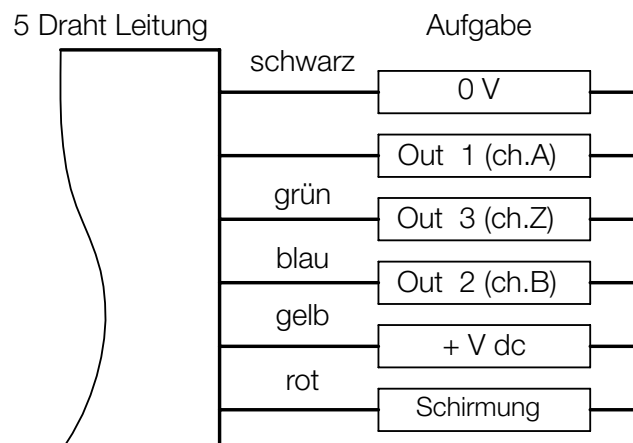 5 Draht Leitung Aufgabe
schwarz
0 V
Out 1 (ch.A)
grün
Out 3 (ch.Z)
blau
Out 2 (ch.B)
gelb
+ V dc
rot
Schirmung